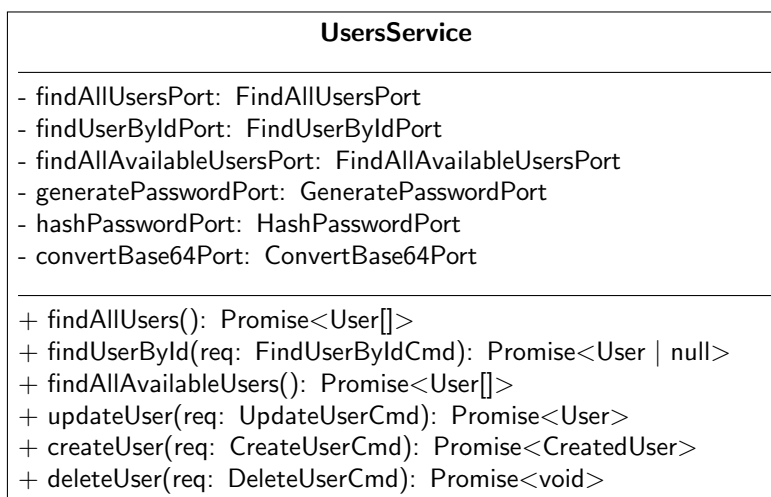 UsersService
- findAllUsersPort: FindAllUsersPort
- findUserByIdPort: FindUserByIdPort
- findAllAvailableUsersPort: FindAllAvailableUsersPort
- generatePasswordPort: GeneratePasswordPort
- hashPasswordPort: HashPasswordPort
- convertBase64Port: ConvertBase64Port
+ findAllUsers(): Promise<User[]>
+ findUserById(req: FindUserByIdCmd): Promise<User | null>
+ findAllAvailableUsers(): Promise<User[]>
+ updateUser(req: UpdateUserCmd): Promise<User>
+ createUser(req: CreateUserCmd): Promise<CreatedUser>
+ deleteUser(req: DeleteUserCmd): Promise<void>